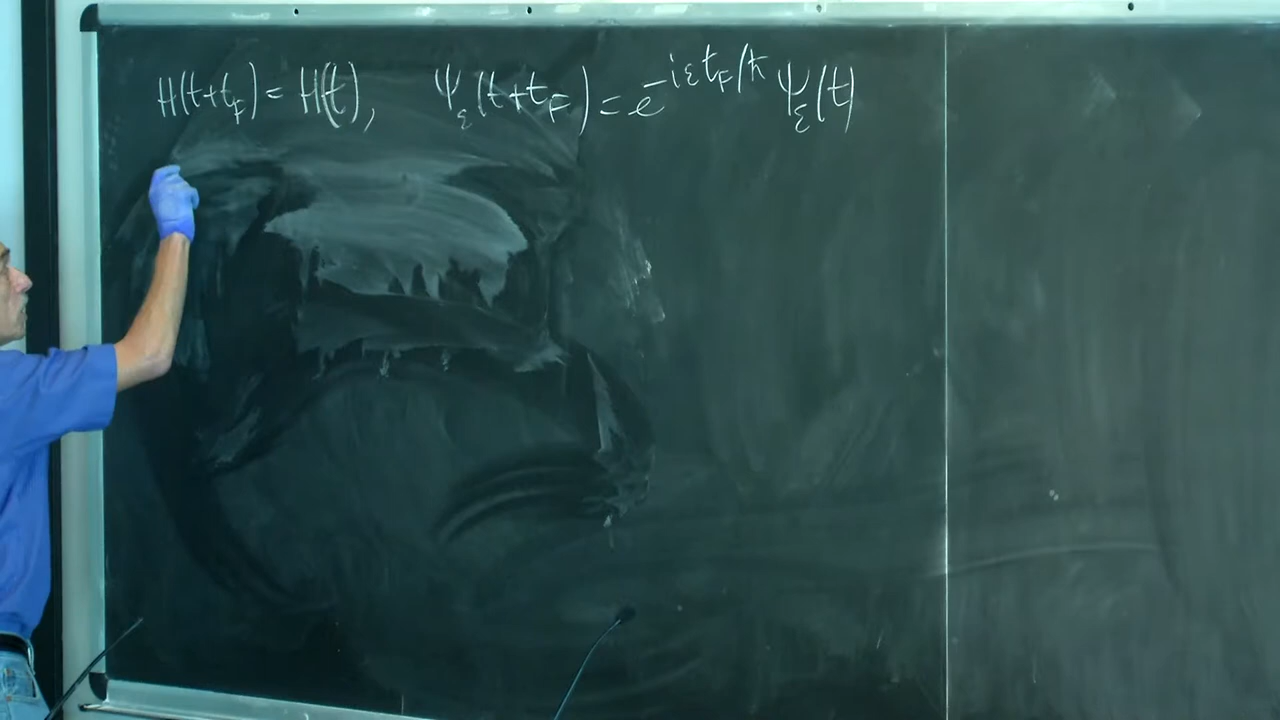 H(t+t_F) = H(t), ψ_ε(t+t_F) = e^{-iεt_F/ħ} ψ_ε(t)